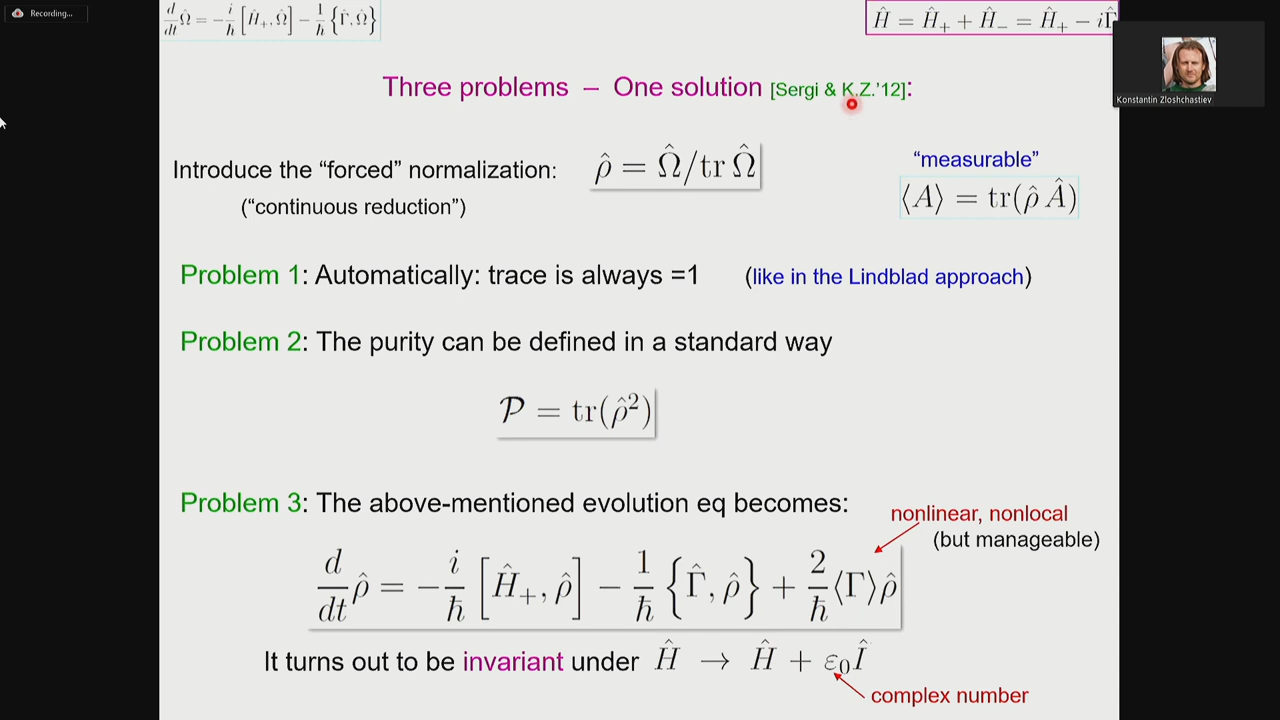 Recording...
d/dt Ω̂ = −i/ħ [Ĥ₊, Ω̂] − 1/ħ {Γ̂, Ω̂}
Ĥ = Ĥ₊ + Ĥ₋ = Ĥ₊ − iΓ̂
Konstantin Zloshchastiev
Three problems – One solution [Sergi & K.Z.'12]:
Introduce the “forced” normalization: ρ̂ = Ω̂/tr Ω̂
(“continuous reduction”)
“measurable”
⟨A⟩ = tr(ρ̂ Â)
Problem 1: Automatically: trace is always =1 (like in the Lindblad approach)
Problem 2: The purity can be defined in a standard way
𝒫 = tr(ρ̂²)
Problem 3: The above-mentioned evolution eq becomes:
nonlinear, nonlocal
(but manageable)
d/dt ρ̂ = −i/ħ [Ĥ₊, ρ̂] − 1/ħ {Γ̂, ρ̂} + 2/ħ ⟨Γ⟩ρ̂
It turns out to be invariant under Ĥ → Ĥ + ε₀Î
complex number